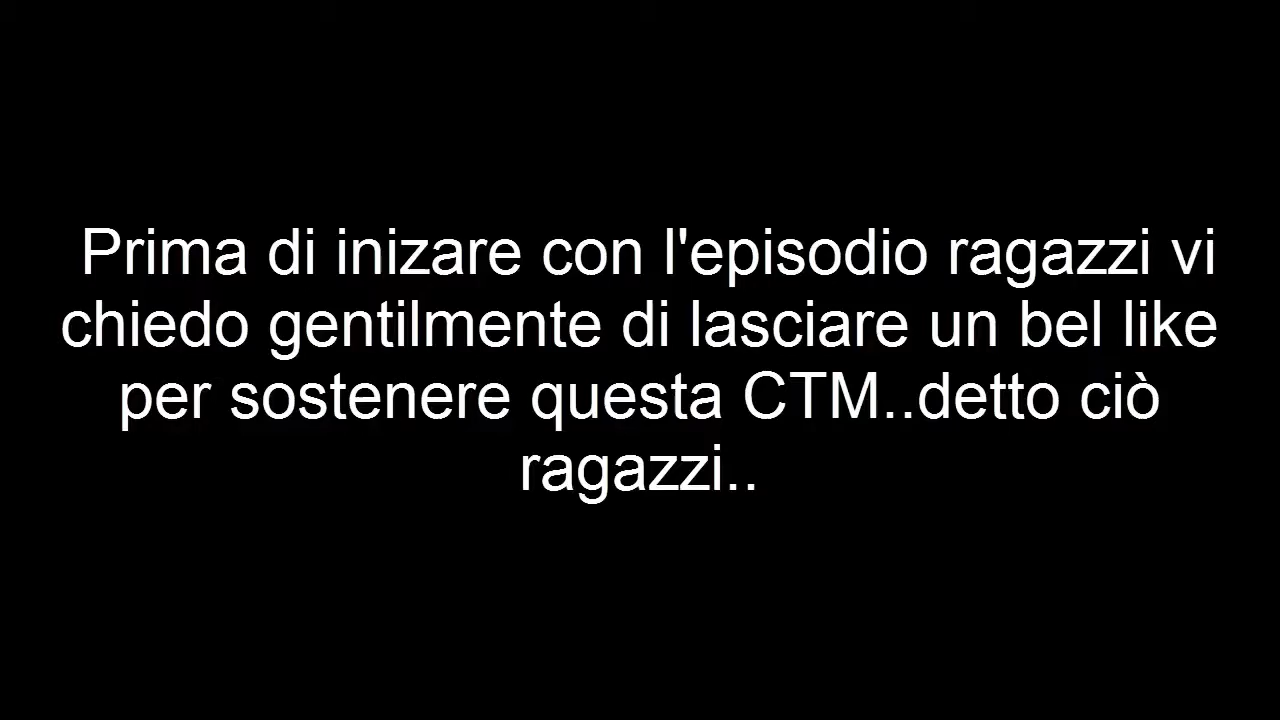 Prima di inizare con l'episodio ragazzi vi
chiedo gentilmente di lasciare un bel like
per sostenere questa CTM..detto ciò
ragazzi..